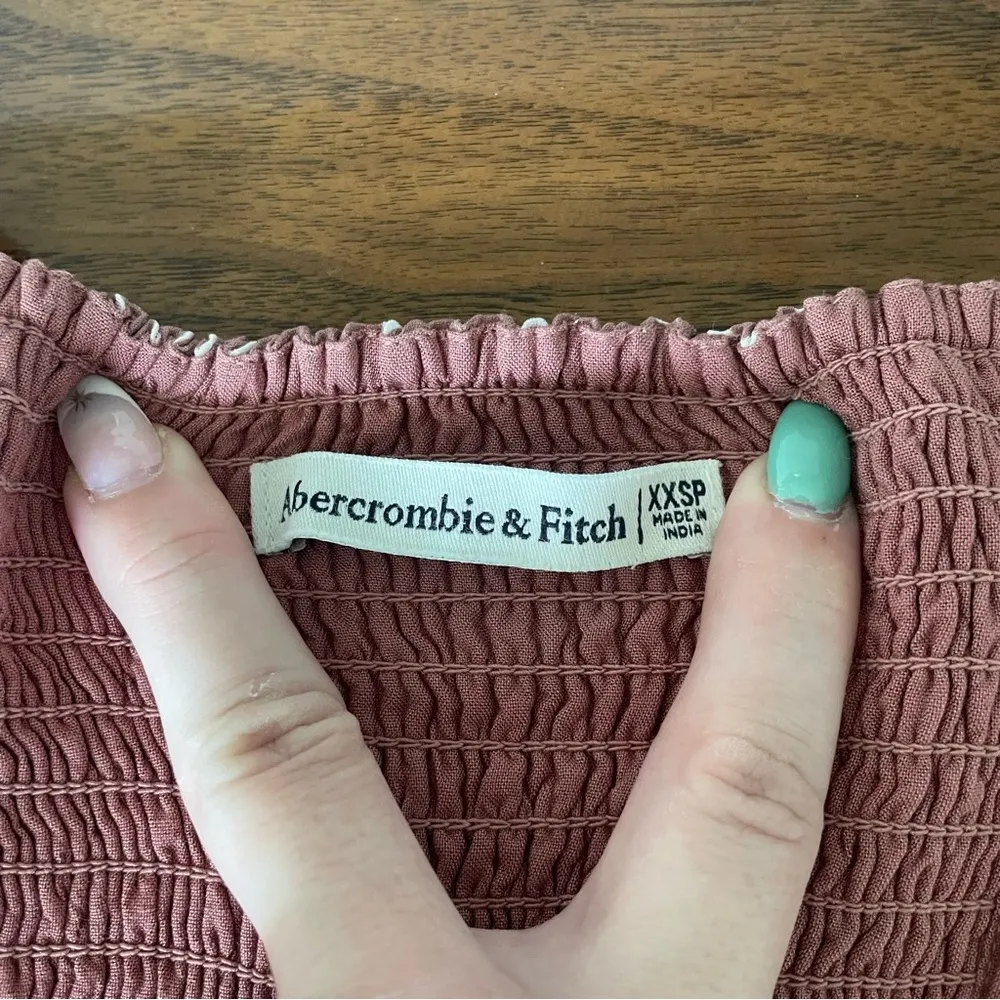 Abercrombie & Fitch | XXSP
MADE IN
INDIA